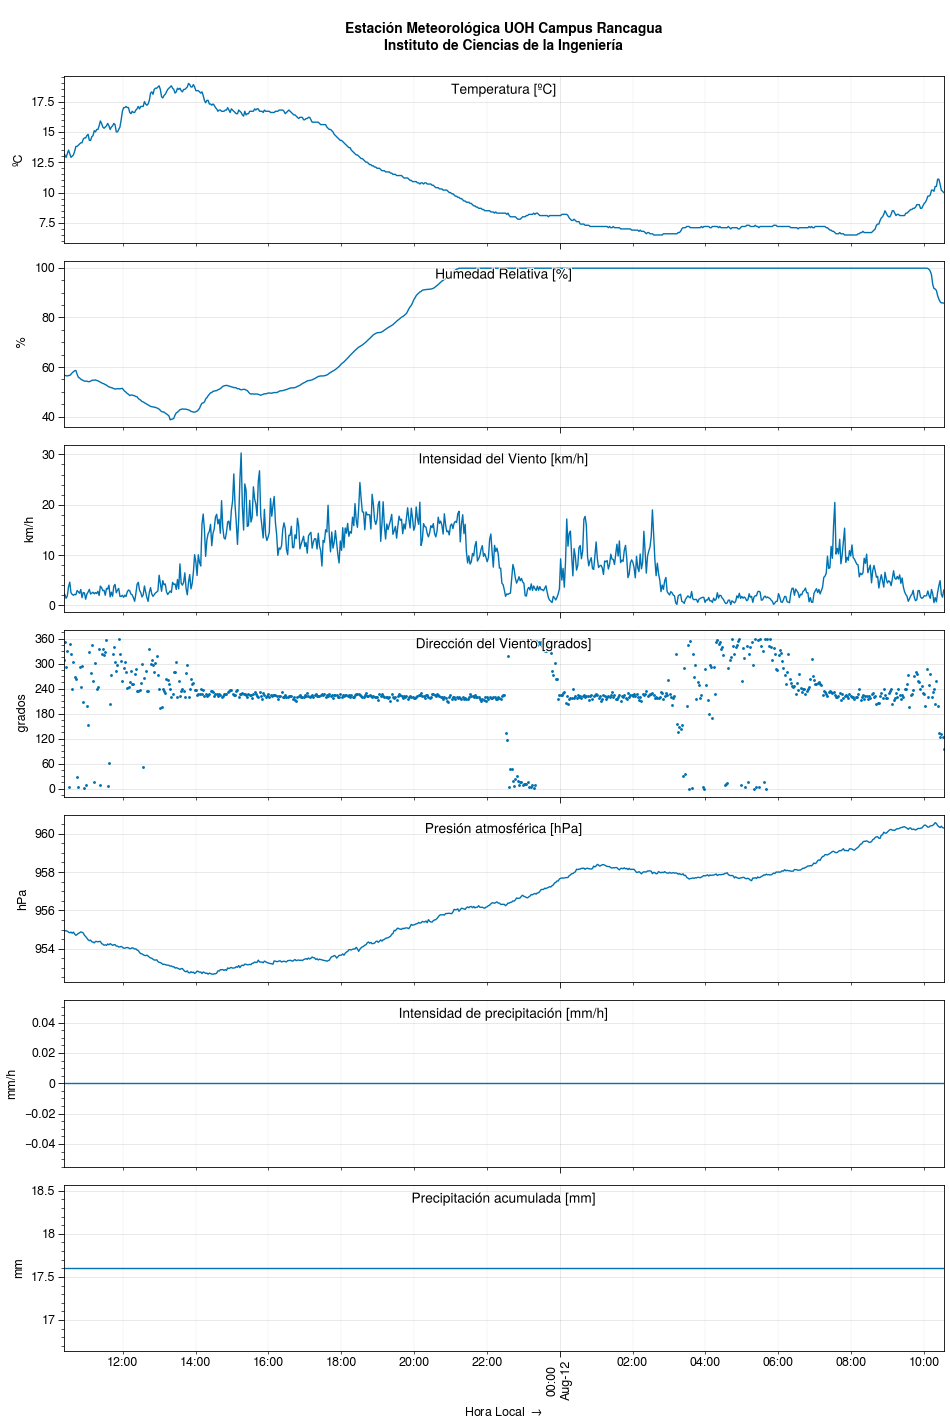 Estación Meteorológica UOH Campus Rancagua
Instituto de Ciencias de la Ingeniería
Temperatura [ºC]
17.5
15
12.5
10
7.5
ºC
Humedad Relativa [%]
100
80
60
40
%
Intensidad del Viento [km/h]
30
20
10
0
km/h
Dirección del Viento[grados]
360
300
240
180
120
60
0
grados
Presión atmosférica [hPa]
960
958
956
954
hPa
Intensidad de precipitación [mm/h]
0.04
0.02
0
−0.02
−0.04
mm/h
Precipitación acumulada [mm]
18.5
18
17.5
17
mm
12:00 14:00 16:00 18:00 20:00 22:00 00:00 02:00 04:00 06:00 08:00 10:00
Aug-12
Hora Local →